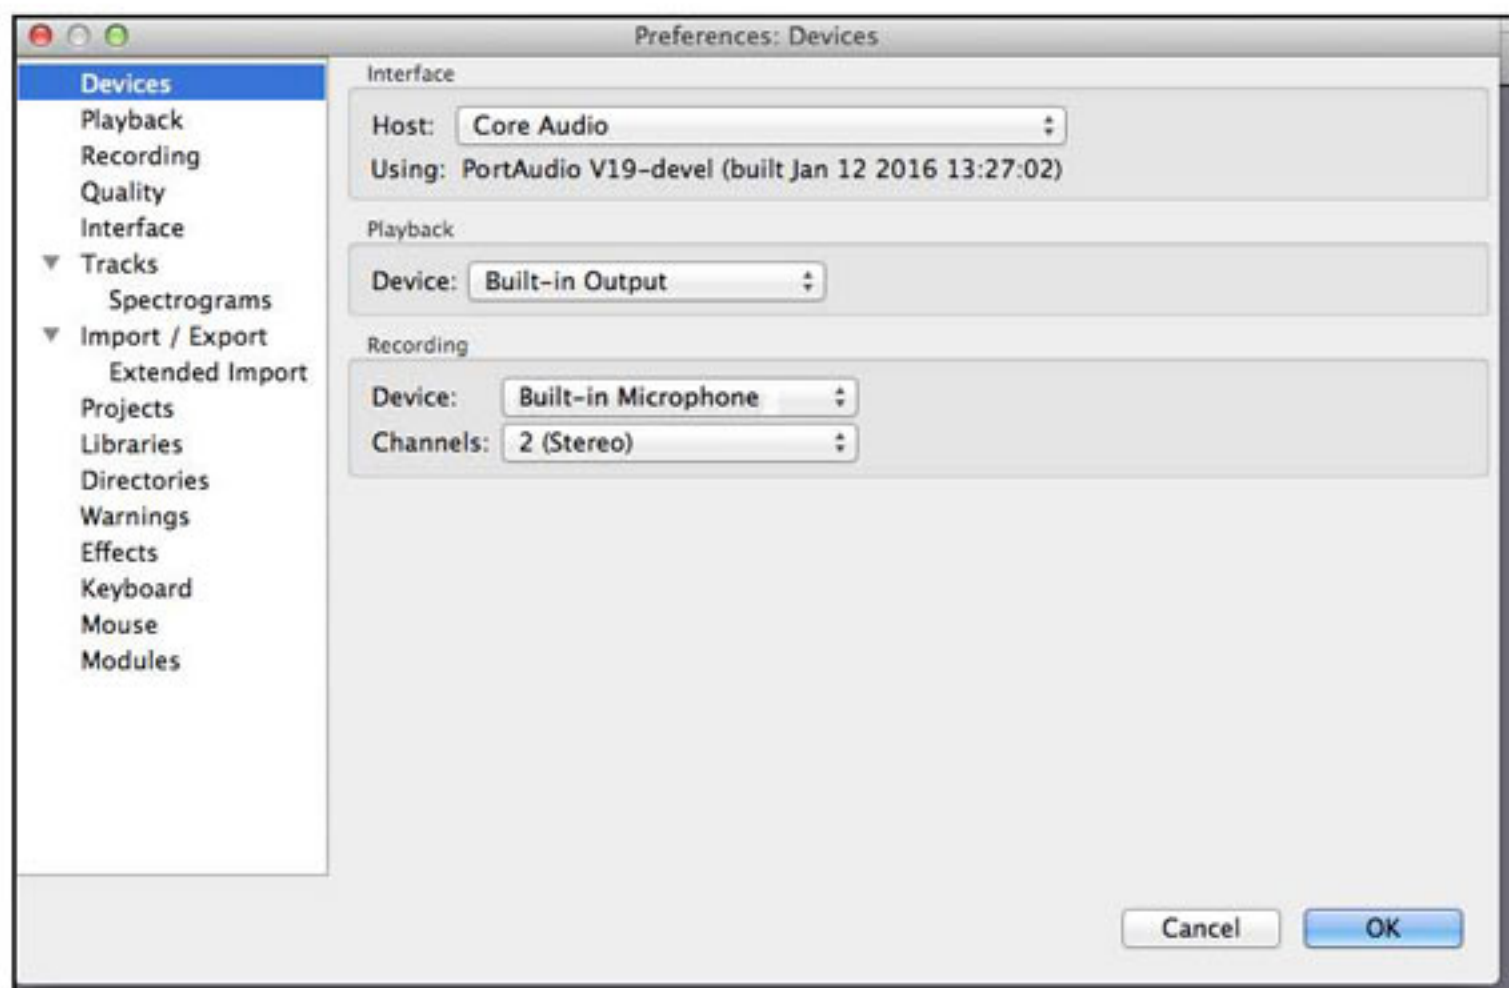 Preferences: Devices
Devices
Playback
Recording
Quality
Interface
Tracks
Spectrograms
Import / Export
Extended Import
Projects
Libraries
Directories
Warnings
Effects
Keyboard
Mouse
Modules
Interface
Host: Core Audio
Using: PortAudio V19-devel (built Jan 12 2016 13:27:02)
Playback
Device: Built-in Output
Recording
Device: Built-in Microphone
Channels: 2 (Stereo)
Cancel OK